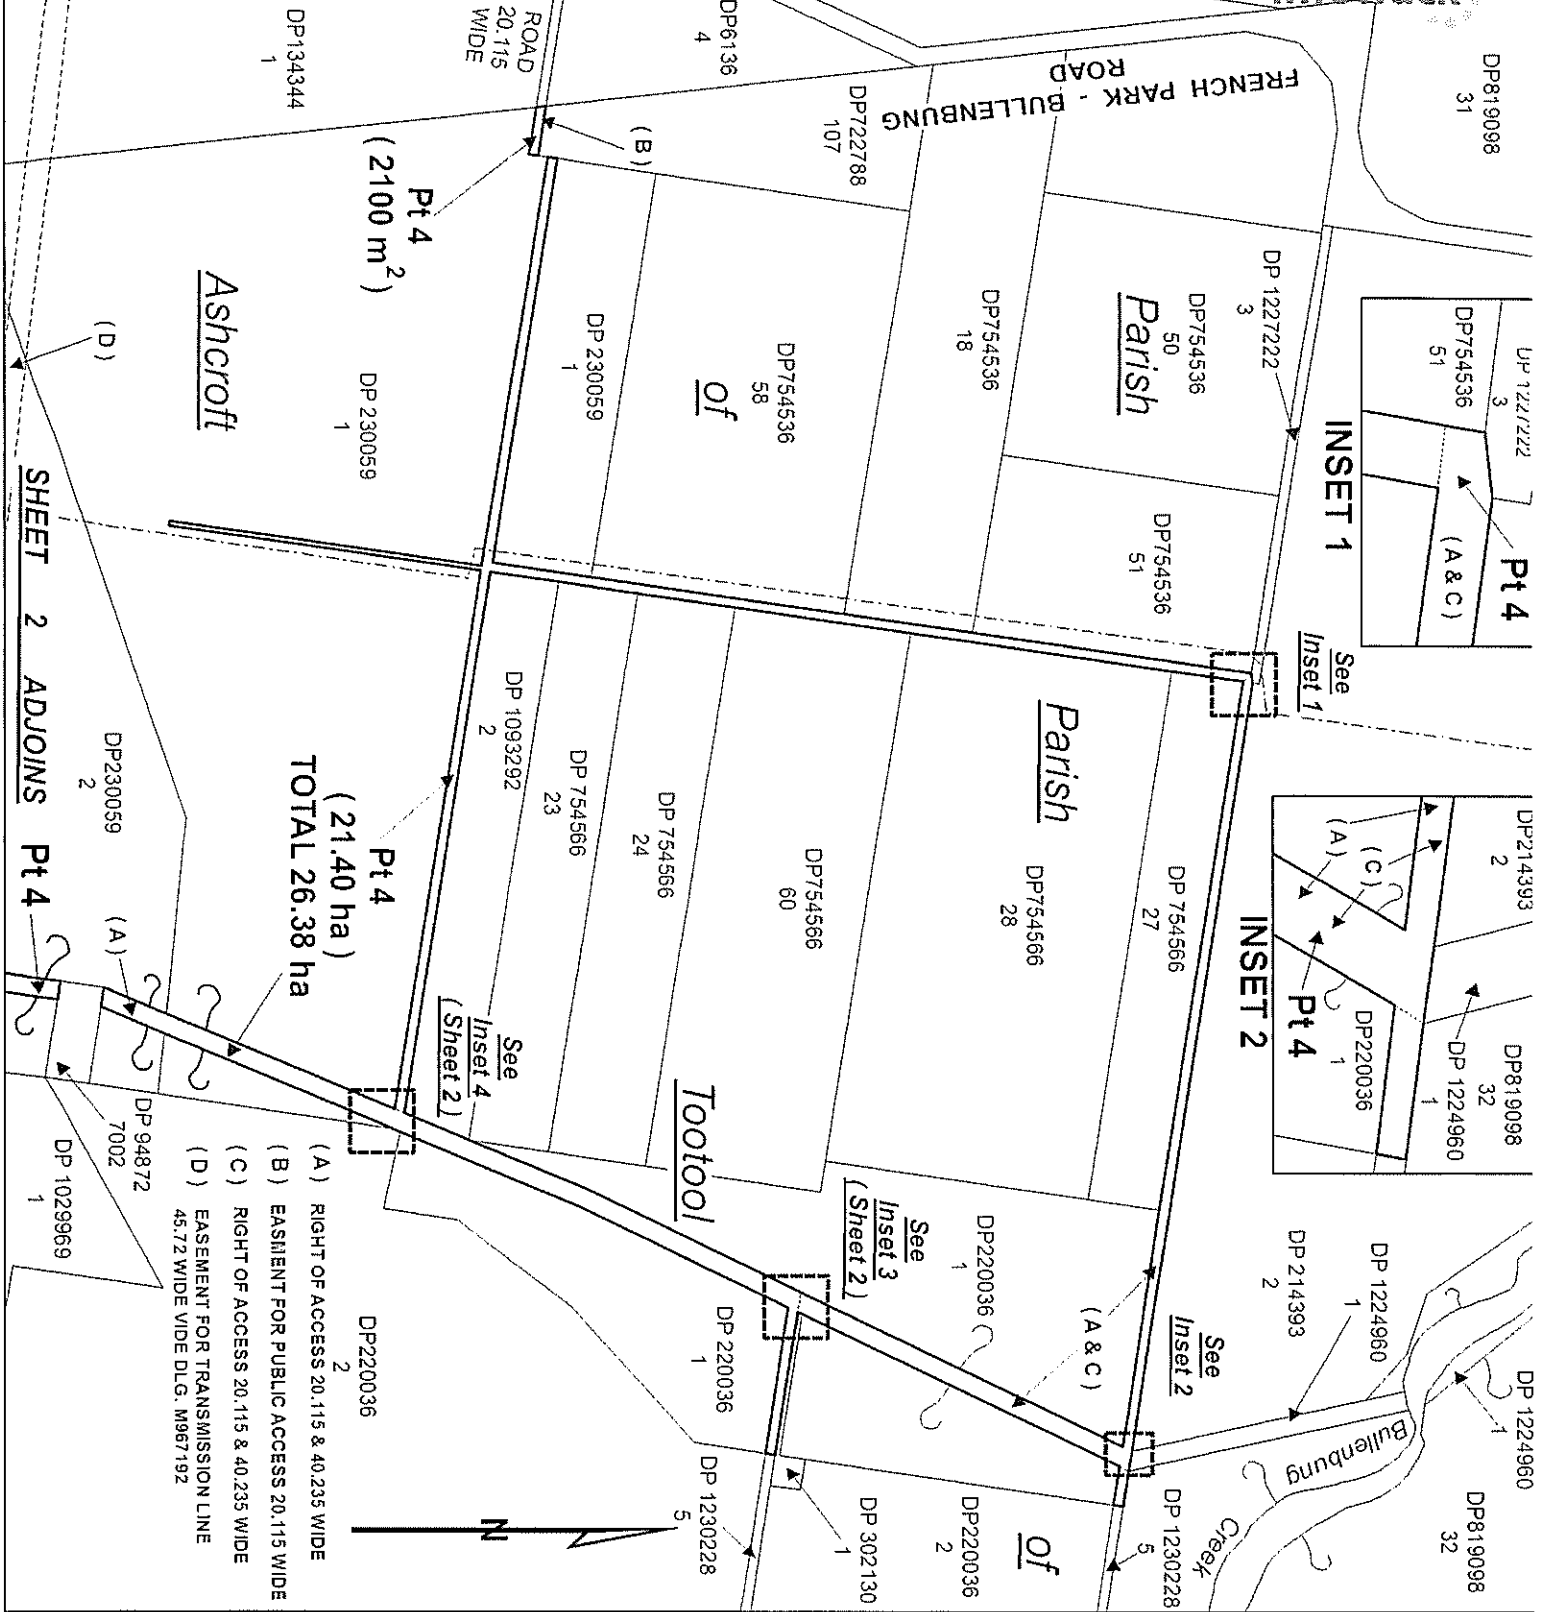 DP819098
31
FRENCH PARK - BULLENBUNG
ROAD
DP6136
4
ROAD
20.115
WIDE
DP134344
1
DP722788
107
(B)
Pt 4
(2100 m²)
DP 1227222
3
DP754536
50
Parish
DP754536
18
DP754536
58
of
DP 230059
1
Ashcroft
DP 230059
1
(D)
DP 1227222
3
DP754536
51
Pt 4
(A & C)
INSET 1
See
Inset 1
DP754536
51
DP214393
2
DP819098
32
DP 1224960
1
DP220036
1
(A)
(C)
Pt 4
INSET 2
DP 754566
27
Parish
DP754566
28
DP754566
60
DP 754566
24
DP 754566
23
DP 1093292
2
Pt 4
(21.40 ha)
TOTAL 26.38 ha
DP230059
2
SHEET 2 ADJOINS
Pt 4
(A)
See
Inset 4
(Sheet 2)
Tootool
See
Inset 3
(Sheet 2)
DP220036
1
(A & C)
See
Inset 2
DP 214393
2
DP 1224960
1
DP 1224960
1
Bullenbung
Creek
DP819098
32
DP 1230228
5
of
DP220036
2
DP 302130
1
DP 1230228
5
DP 220036
1
DP220036
2
DP 94872
7002
DP 1029969
1
(A) RIGHT OF ACCESS 20.115 & 40.235 WIDE
(B) EASMENT FOR PUBLIC ACCESS 20.115 WIDE
(C) RIGHT OF ACCESS 20.115 & 40.235 WIDE
(D) EASEMENT FOR TRANSMISSION LINE
45.72 WIDE VIDE DLG. M967192
N